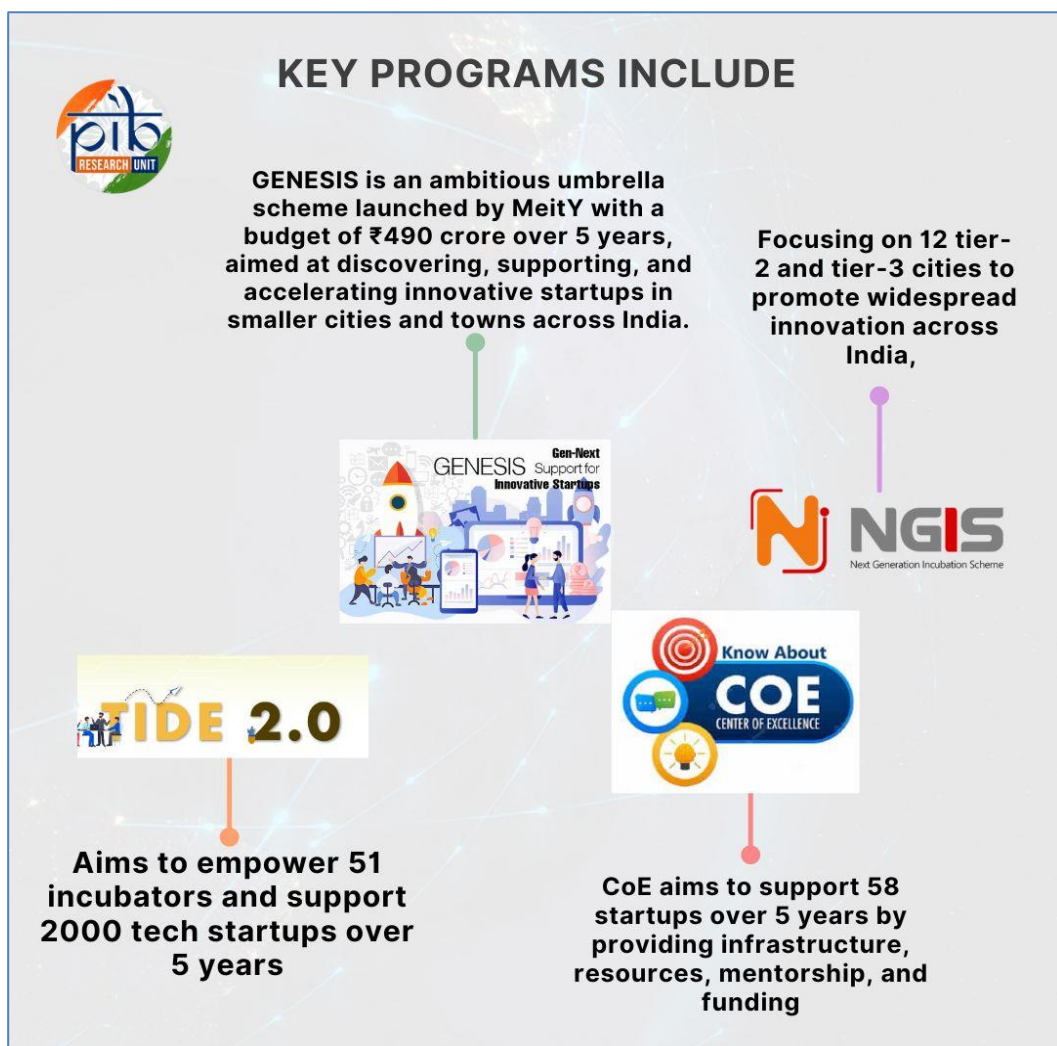 KEY PROGRAMS INCLUDE
pib
RESEARCH UNIT
GENESIS is an ambitious umbrella
scheme launched by MeitY with a
budget of ₹490 crore over 5 years,
aimed at discovering, supporting, and
accelerating innovative startups in
smaller cities and towns across India.
Focusing on 12 tier-
2 and tier-3 cities to
promote widespread
innovation across
India,
Gen-Next
GENESIS Support for
Innovative Startups
NGIS
Next Generation Incubation Scheme
Know About
COE
CENTER OF EXCELLENCE
TIDE 2.0
Aims to empower 51
incubators and support
2000 tech startups over
5 years
CoE aims to support 58
startups over 5 years by
providing infrastructure,
resources, mentorship, and
funding